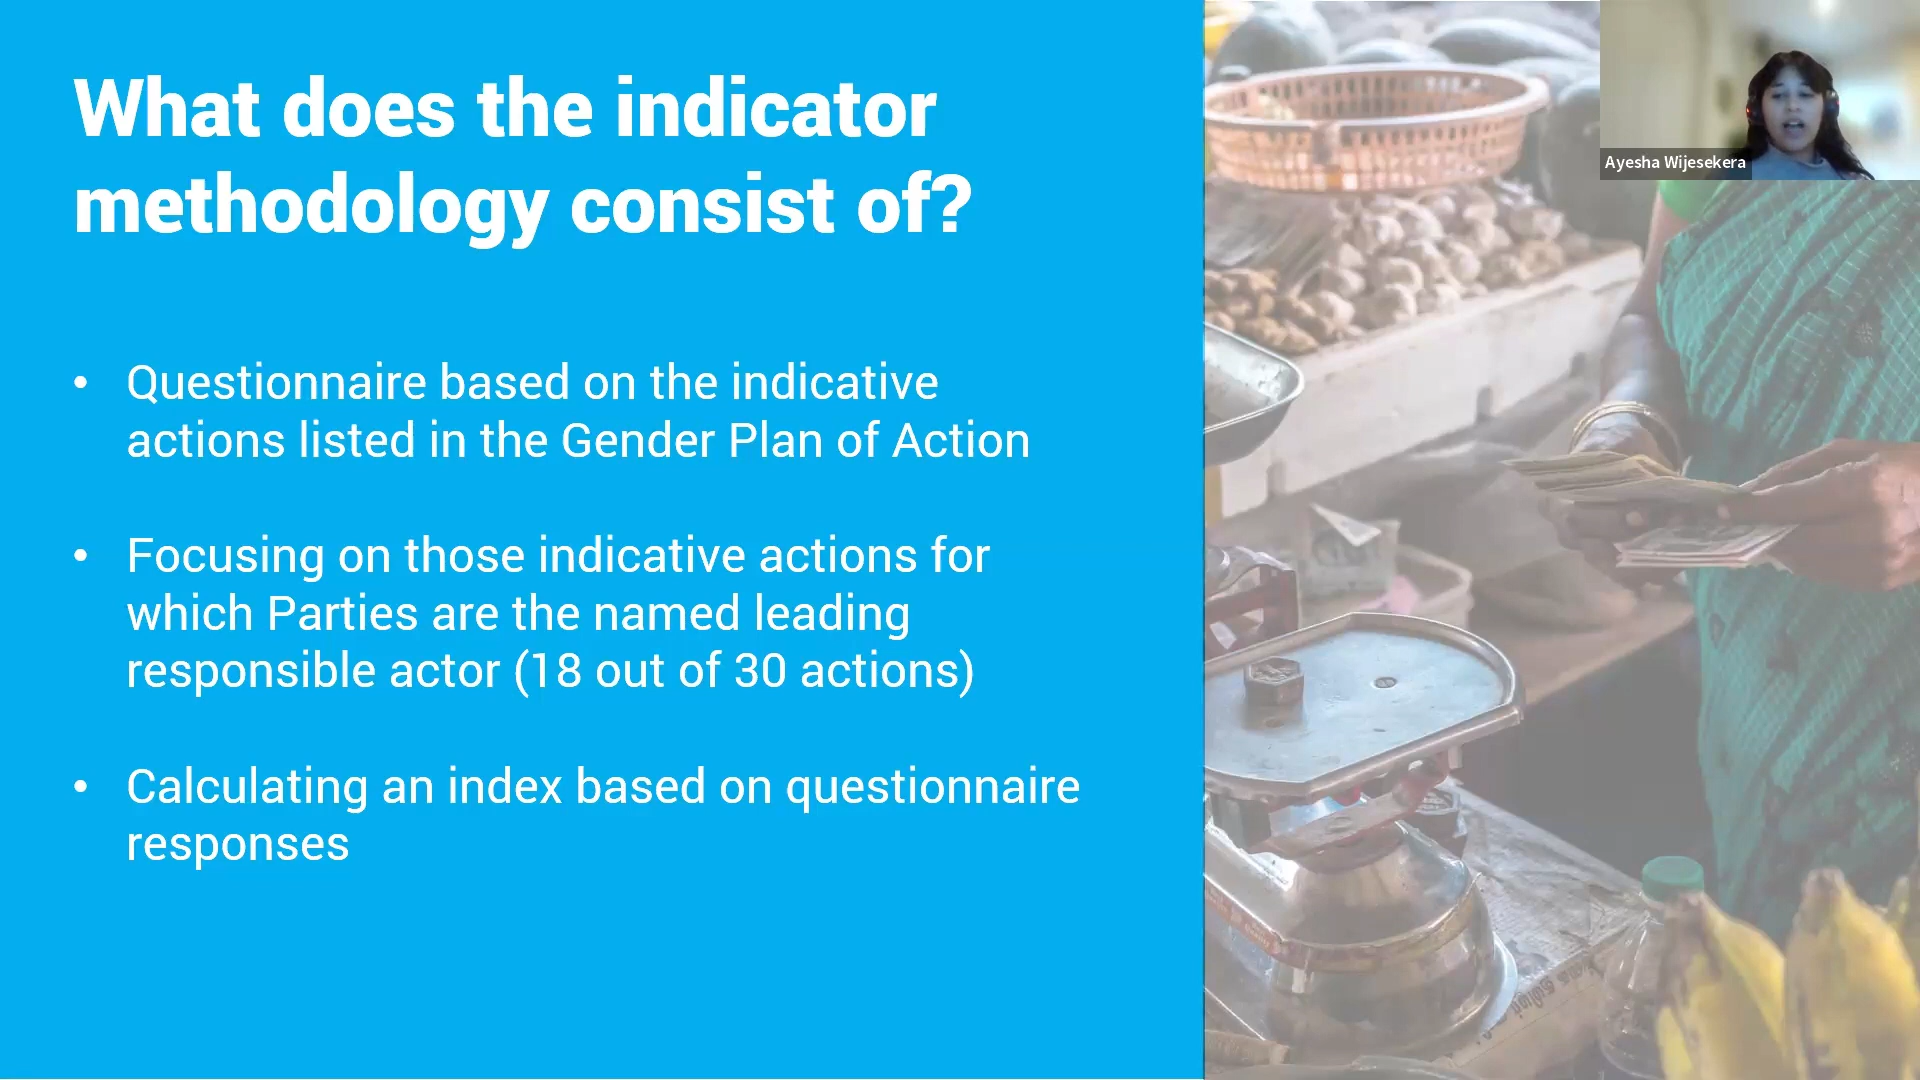 What does the indicator
methodology consist of?
• Questionnaire based on the indicative
actions listed in the Gender Plan of Action
• Focusing on those indicative actions for
which Parties are the named leading
responsible actor (18 out of 30 actions)
• Calculating an index based on questionnaire
responses
Ayesha Wijesekera